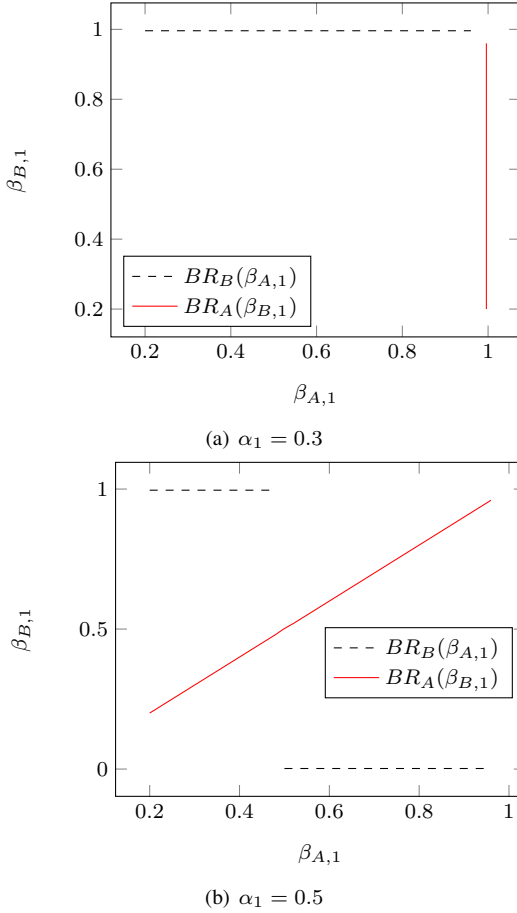 1
0.8
0.6
0.4
0.2
β_{B,1}
BR_B(β_{A,1})
BR_A(β_{B,1})
0.2 0.4 0.6 0.8 1
β_{A,1}
(a) α_1 = 0.3
1
0.5
0
β_{B,1}
BR_B(β_{A,1})
BR_A(β_{B,1})
0.2 0.4 0.6 0.8 1
β_{A,1}
(b) α_1 = 0.5